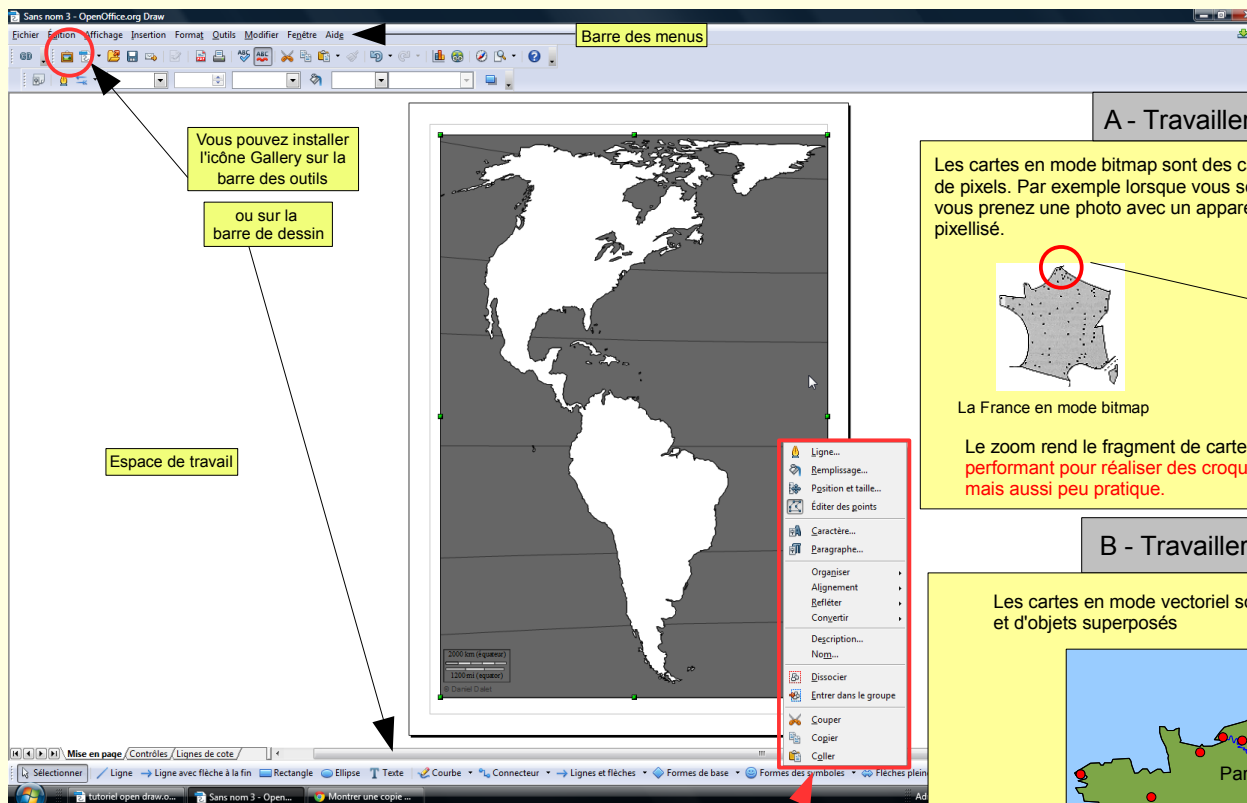 Sans nom 3 - OpenOffice.org Draw
Fichier Édition Affichage Insertion Format Outils Modifier Fenêtre Aide
Barre des menus
Vous pouvez installer
l'icône Gallery sur la
barre des outils
ou sur la
barre de dessin
Espace de travail
2000 km (équateur)
1200 mi (equator)
© Daniel Dalet
Ligne...
Remplissage...
Position et taille...
Éditer des points
Caractère...
Paragraphe...
Organiser
Alignement
Refléter
Convertir
Description...
Nom...
Dissocier
Entrer dans le groupe
Couper
Copier
Coller
A - Travailler
Les cartes en mode bitmap sont des c
de pixels. Par exemple lorsque vous s
vous prenez une photo avec un appare
pixellisé.
La France en mode bitmap
Le zoom rend le fragment de carte
performant pour réaliser des croqu
mais aussi peu pratique.
B - Travailler
Les cartes en mode vectoriel so
et d'objets superposés
Par
Mise en page / Contrôles / Lignes de cote /
Sélectionner Ligne Ligne avec flèche à la fin Rectangle Ellipse Texte Courbe Connecteur Lignes et flèches Formes de base Formes des symboles Flèches plein
tutoriel open draw.o... Sans nom 3 - Open... Montrer une copie ... Ad